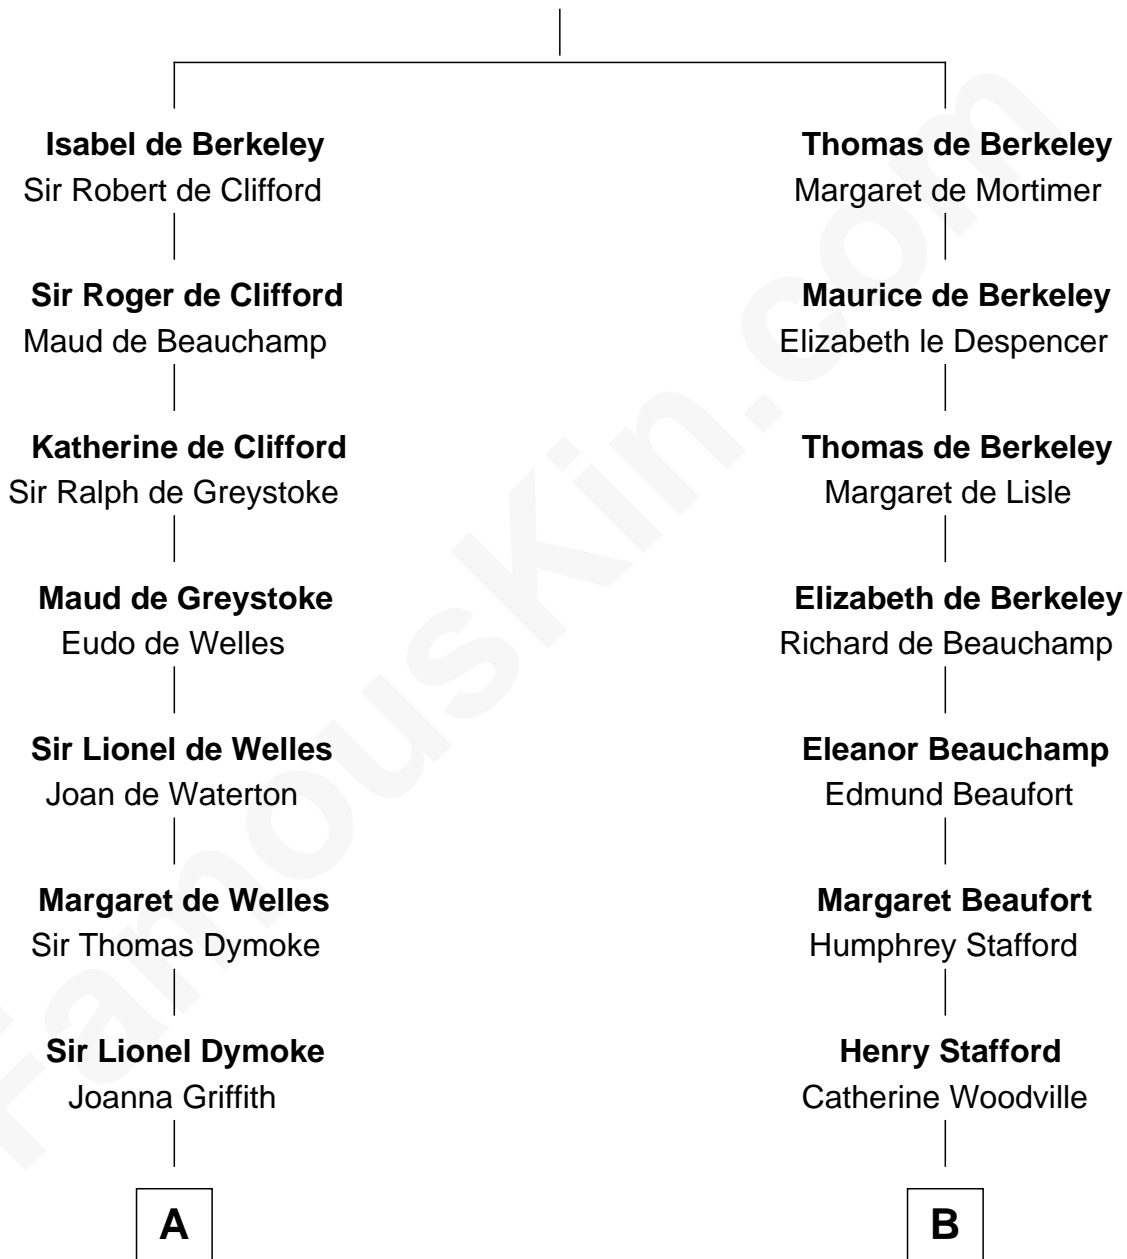 Isabel de Berkeley
Sir Robert de Clifford
Sir Roger de Clifford
Maud de Beauchamp
Katherine de Clifford
Sir Ralph de Greystoke
Maud de Greystoke
Eudo de Welles
Sir Lionel de Welles
Joan de Waterton
Margaret de Welles
Sir Thomas Dymoke
Sir Lionel Dymoke
Joanna Griffith
A
Thomas de Berkeley
Margaret de Mortimer
Maurice de Berkeley
Elizabeth le Despencer
Thomas de Berkeley
Margaret de Lisle
Elizabeth de Berkeley
Richard de Beauchamp
Eleanor Beauchamp
Edmund Beaufort
Margaret Beaufort
Humphrey Stafford
Henry Stafford
Catherine Woodville
B
FamousKin.com